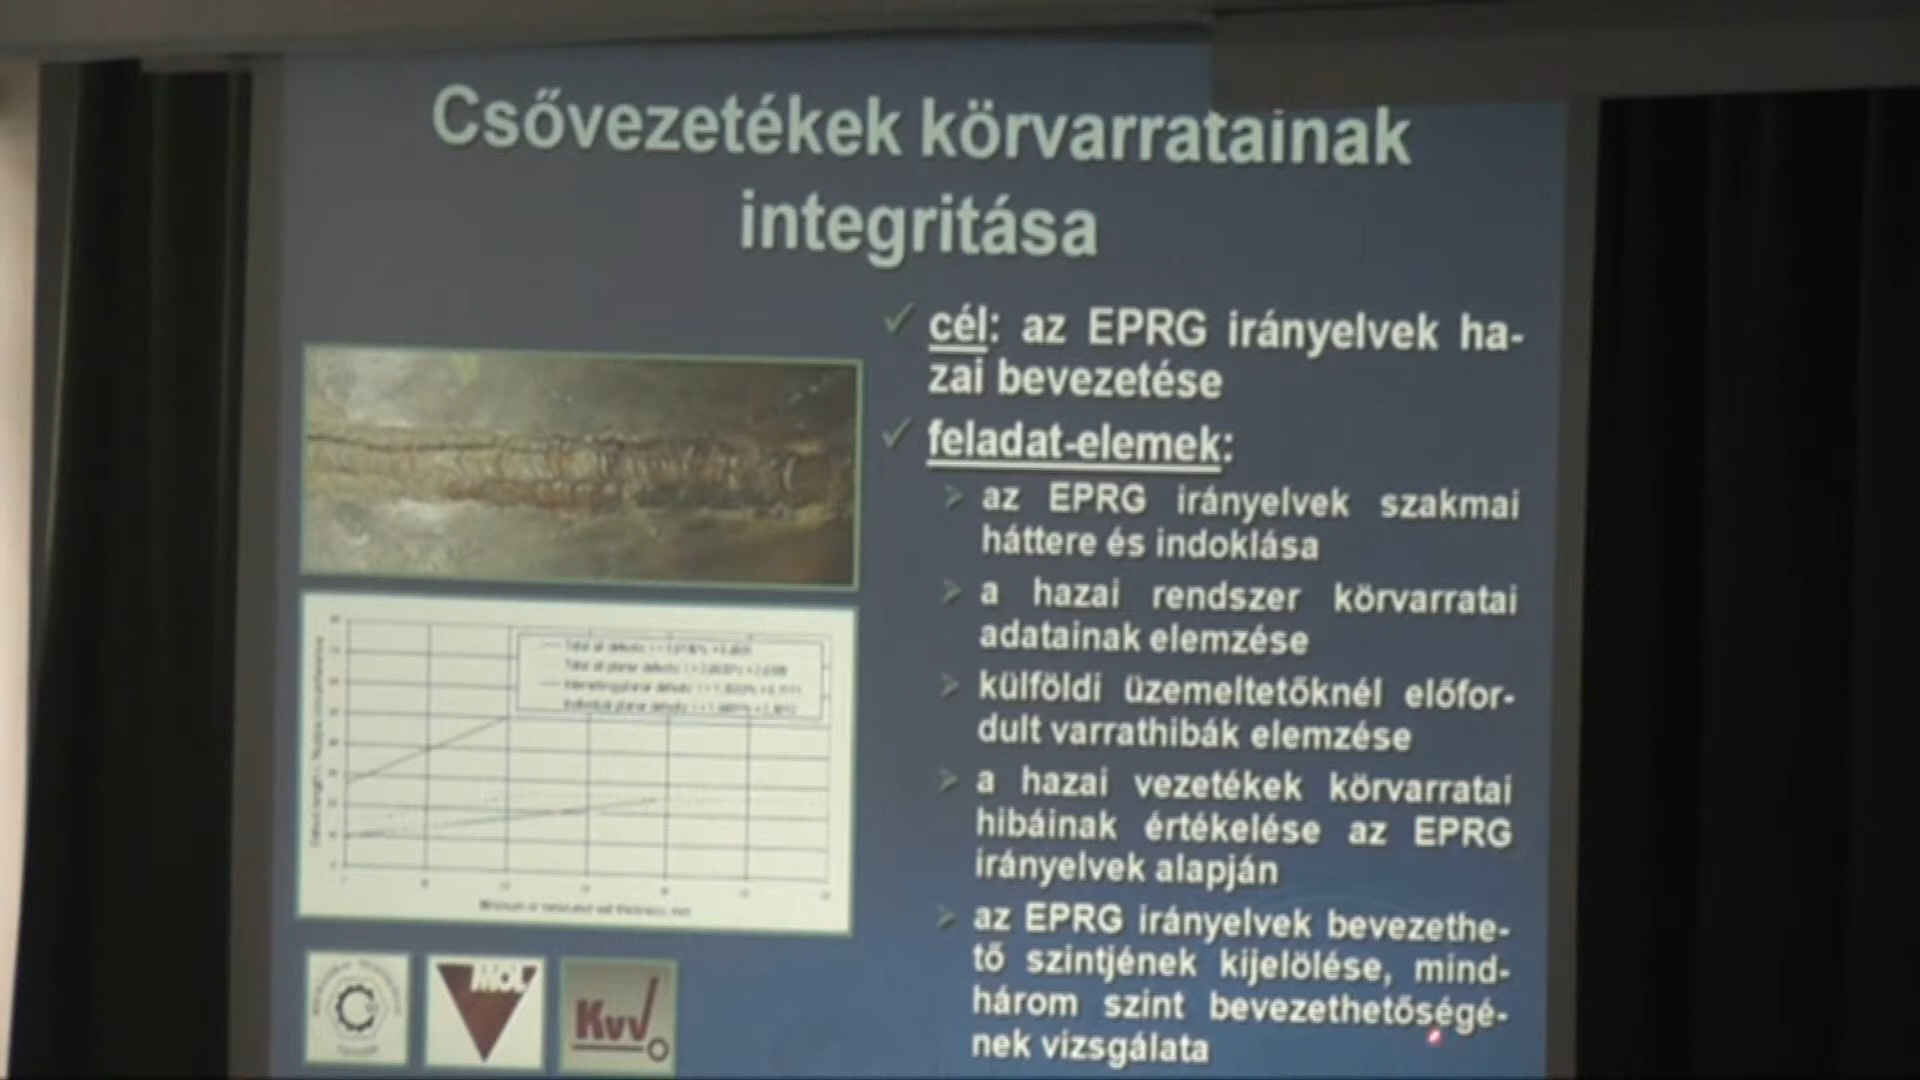 Csővezetékek körvarratainak
integritása
cél: az EPRG irányelvek ha-
zai bevezetése
feladat-elemek:
az EPRG irányelvek szakmai
háttere és indoklása
a hazai rendszer körvarratai
adatainak elemzése
külföldi üzemeltetőknél előfor-
dult varrathibák elemzése
a hazai vezetékek körvarratai
hibáinak értékelése az EPRG
irányelvek alapján
az EPRG irányelvek bevezethe-
tő szintjének kijelölése, mind-
három szint bevezethetőségé-
nek vizsgálata
MOL
KVV